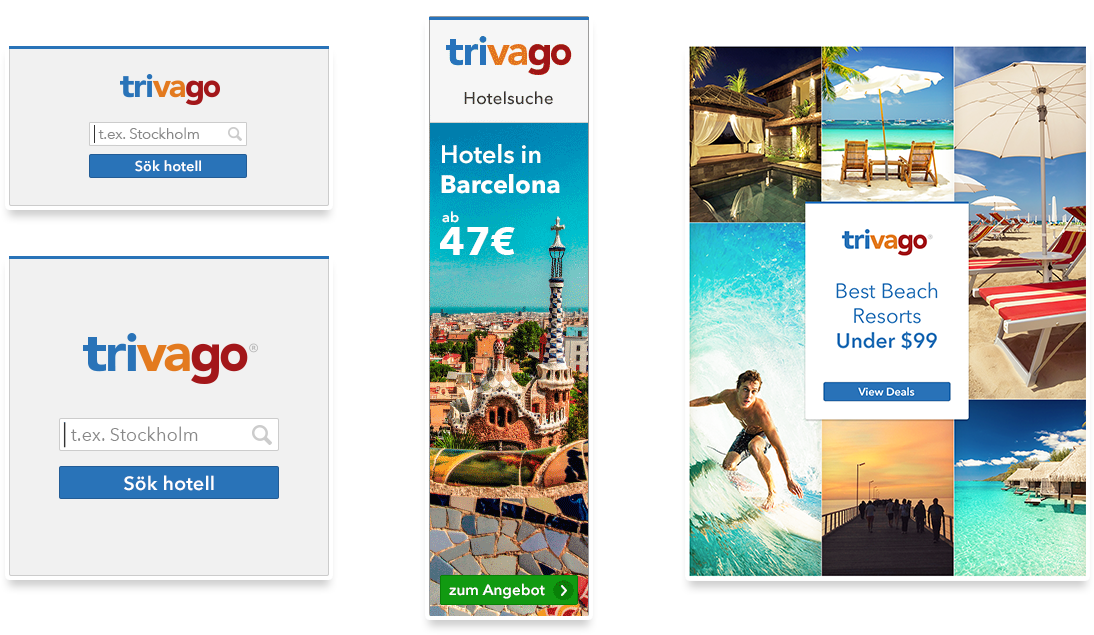 trivago
t.ex. Stockholm
Sök hotell
trivago®
t.ex. Stockholm
Sök hotell
trivago
Hotelsuche
Hotels in
Barcelona
ab
47€
zum Angebot
trivago®
Best Beach
Resorts
Under $99
View Deals